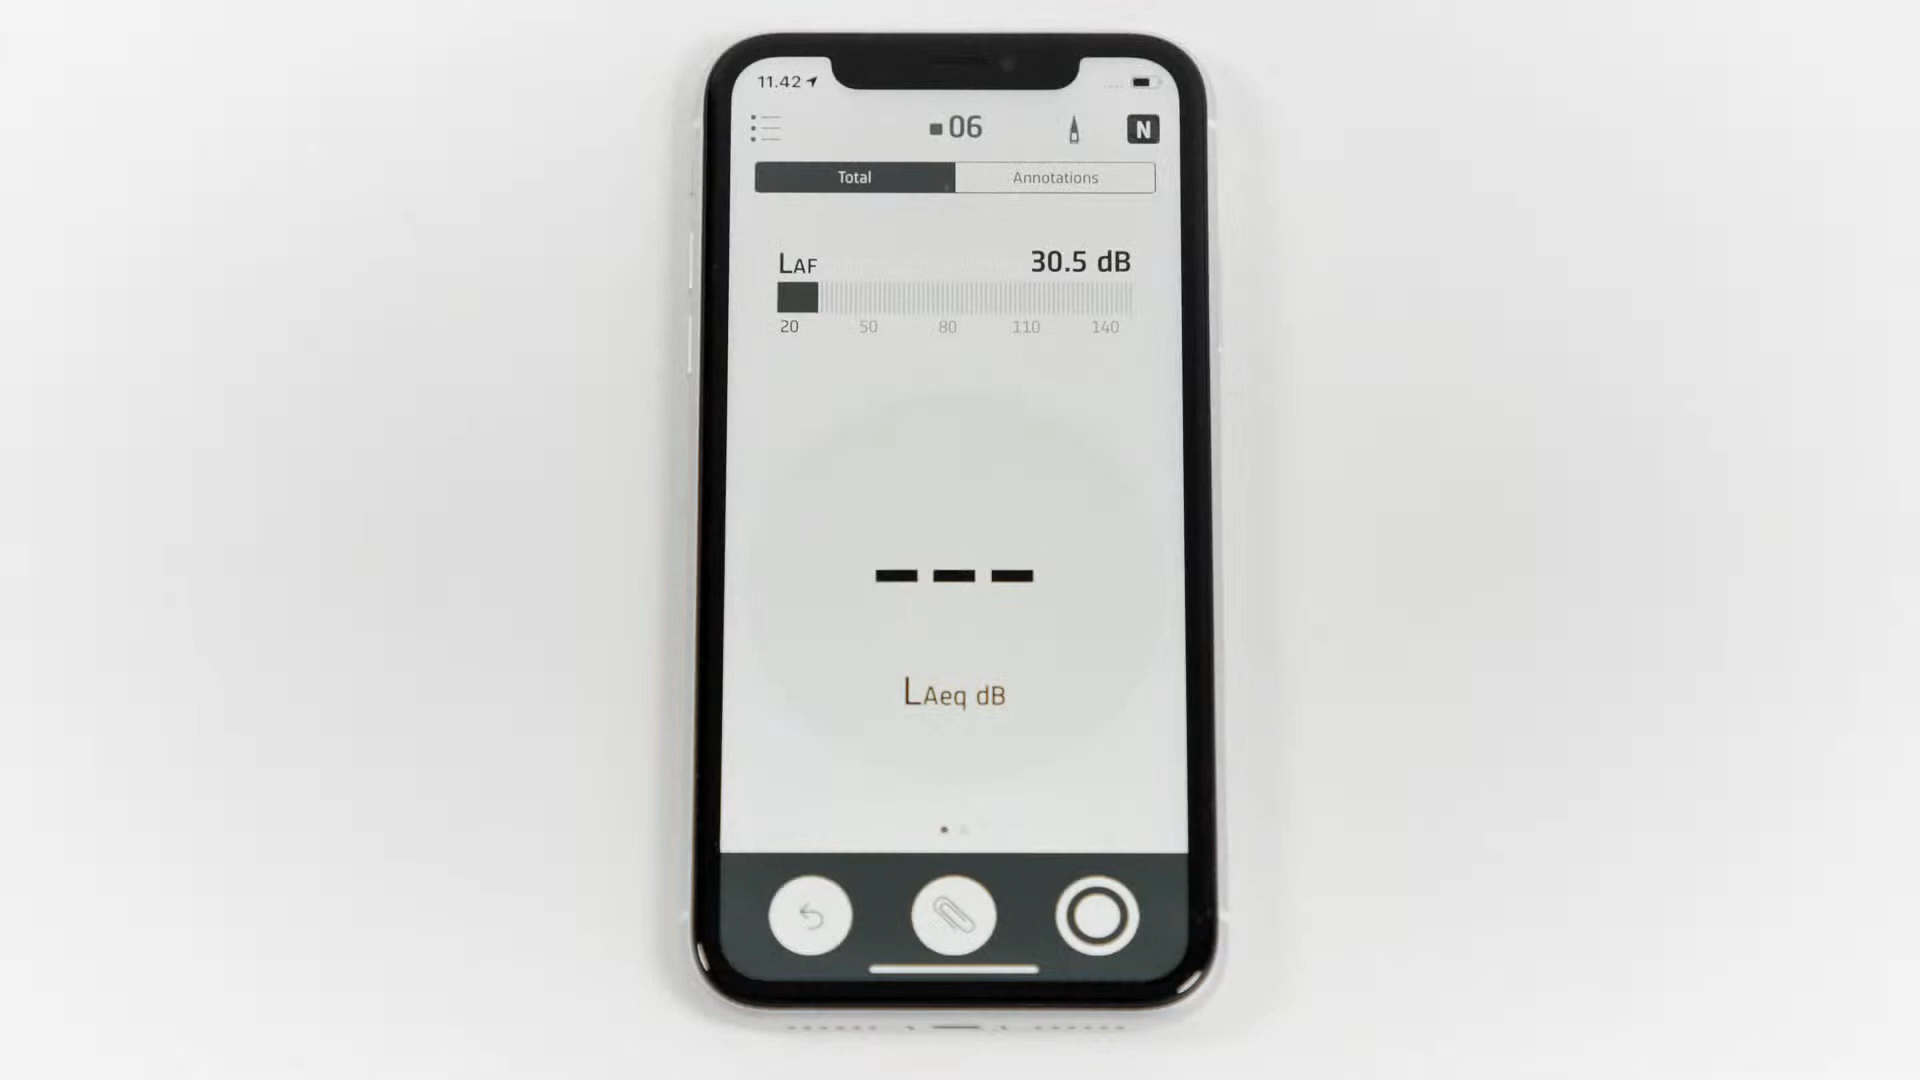 11.42
06
N
Total Annotations
LAF 30.5 dB
20 50 80 110 140
---
LAeq dB